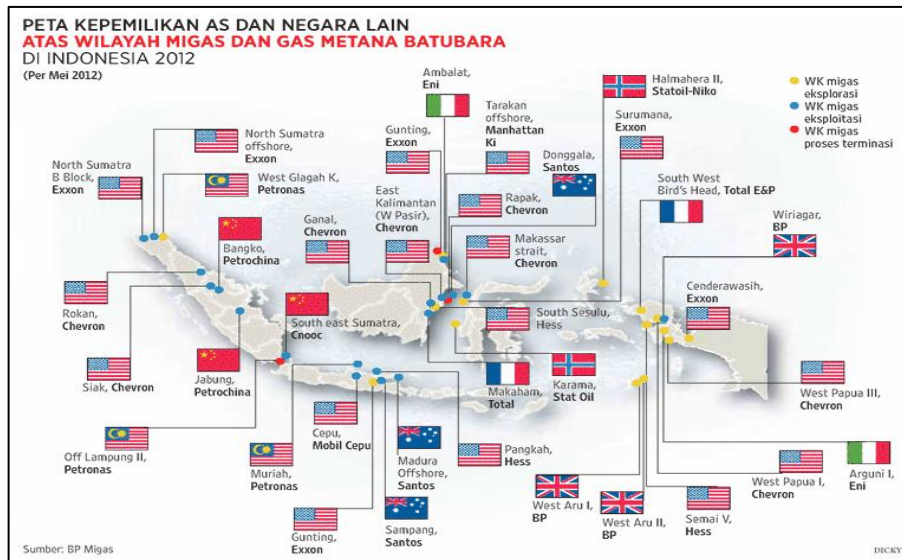 PETA KEPEMILIKAN AS DAN NEGARA LAIN
ATAS WILAYAH MIGAS DAN GAS METANA BATUBARA
DI INDONESIA 2012
(Per Mei 2012)
WK migas
eksplorasi
WK migas
eksploitasi
WK migas
proses terminasi
North Sumatra
B Block,
Exxon
North Sumatra
offshore,
Exxon
West Glagah K,
Petronas
Ambalat,
Eni
Gunting,
Exxon
Tarakan
offshore,
Manhattan
Ki
Halmahera II,
Statoil-Niko
Surumana,
Exxon
Donggala,
Santos
South West
Bird's Head, Total E&P
Wiriagar,
BP
Bangko,
Petrochina
Ganal,
Chevron
East
Kalimantan
(W Pasir),
Chevron
Rapak,
Chevron
Makassar
strait,
Chevron
Cenderawasih,
Exxon
Rokan,
Chevron
South east Sumatra,
Cnooc
South Sesulu,
Hess
Siak, Chevron
Jabung,
Petrochina
Makaham,
Total
Karama,
Stat Oil
West Papua III,
Chevron
Off Lampung II,
Petronas
Muriah,
Petronas
Cepu,
Mobil Cepu
Madura
Offshore,
Santos
Pangkah,
Hess
West Aru I,
BP
West Aru II,
BP
Semai V,
Hess
West Papua I,
Chevron
Arguni I,
Eni
Gunting,
Exxon
Sampang,
Santos
Sumber: BP Migas
DICKY